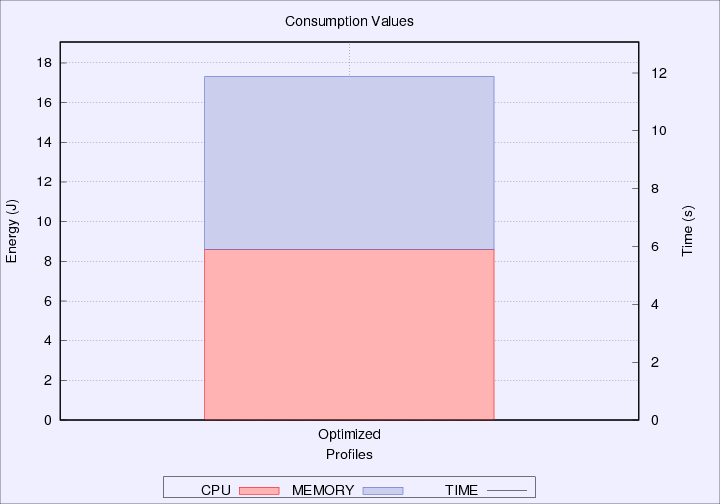 Consumption Values
18
16
14
12
10
8
6
4
2
0
Energy (J)
12
10
8
6
4
2
0
Time (s)
Optimized
Profiles
CPU MEMORY TIME